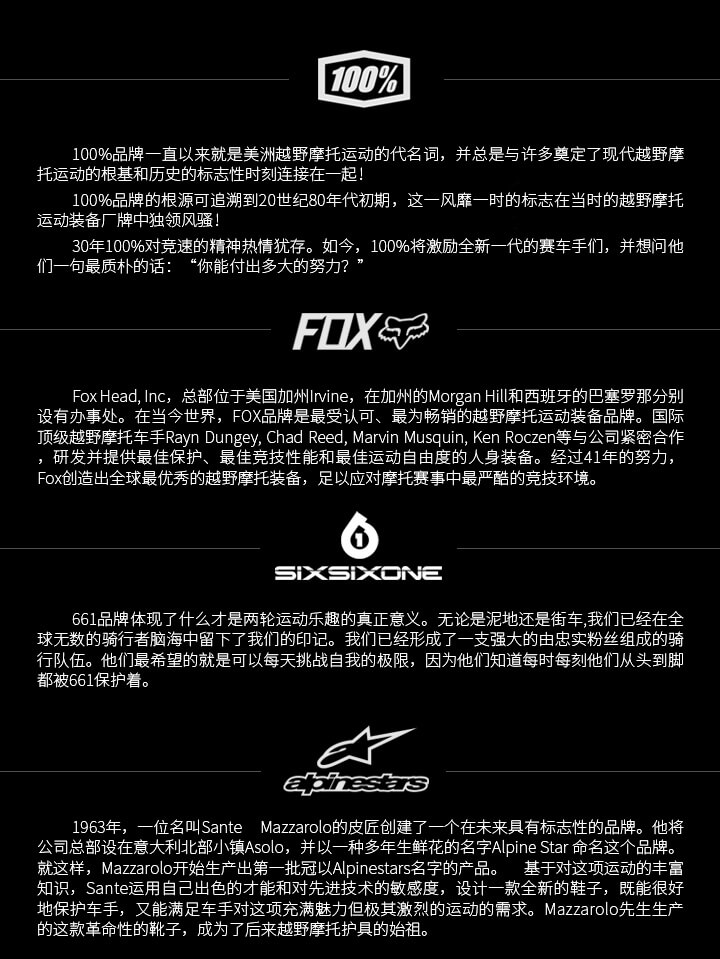 100%
100%品牌一直以来就是美洲越野摩托运动的代名词，并总是与许多奠定了现代越野摩
托运动的根基和历史的标志性时刻连接在一起！
100%品牌的根源可追溯到20世纪80年代初期，这一风靡一时的标志在当时的越野摩托
运动装备厂牌中独领风骚！
30年100%对竞速的精神热情犹存。如今，100%将激励全新一代的赛车手们，并想问他
们一句最质朴的话：“你能付出多大的努力？”
FOX
Fox Head, Inc，总部位于美国加州Irvine，在加州的Morgan Hill和西班牙的巴塞罗那分别
设有办事处。在当今世界，FOX品牌是最受认可、最为畅销的越野摩托运动装备品牌。国际
顶级越野摩托车手Rayn Dungey, Chad Reed, Marvin Musquin, Ken Roczen等与公司紧密合作
，研发并提供最佳保护、最佳竞技性能和最佳运动自由度的人身装备。经过41年的努力，
Fox创造出全球最优秀的越野摩托装备，足以应对摩托赛事中最严酷的竞技环境。
61
SIXSIXONE
661品牌体现了什么才是两轮运动乐趣的真正意义。无论是泥地还是街车,我们已经在全
球无数的骑行者脑海中留下了我们的印记。我们已经形成了一支强大的由忠实粉丝组成的骑
行队伍。他们最希望的就是可以每天挑战自我的极限，因为他们知道每时每刻他们从头到脚
都被661保护着。
alpinestars
1963年，一位名叫Sante Mazzarolo的皮匠创建了一个在未来具有标志性的品牌。他将
公司总部设在意大利北部小镇Asolo，并以一种多年生鲜花的名字Alpine Star 命名这个品牌。
就这样，Mazzarolo开始生产出第一批冠以Alpinestars名字的产品。 基于对这项运动的丰富
知识，Sante运用自己出色的才能和对先进技术的敏感度，设计一款全新的鞋子，既能很好
地保护车手，又能满足车手对这项充满魅力但极其激烈的运动的需求。Mazzarolo先生生产
的这款革命性的靴子，成为了后来越野摩托护具的始祖。